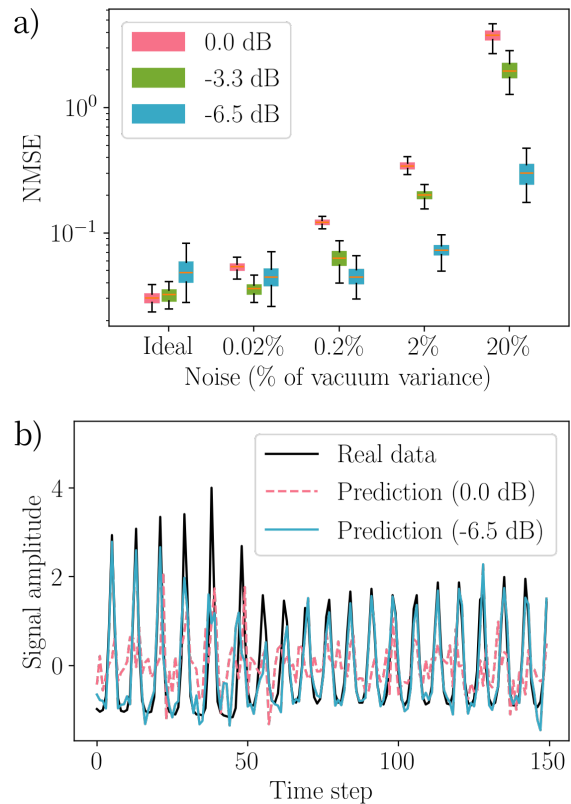 a)
0.0 dB
-3.3 dB
-6.5 dB
NMSE
10⁰
10⁻¹
Ideal 0.02% 0.2% 2% 20%
Noise (% of vacuum variance)
b)
Real data
Prediction (0.0 dB)
Prediction (-6.5 dB)
Signal amplitude
4
2
0
0 50 100 150
Time step